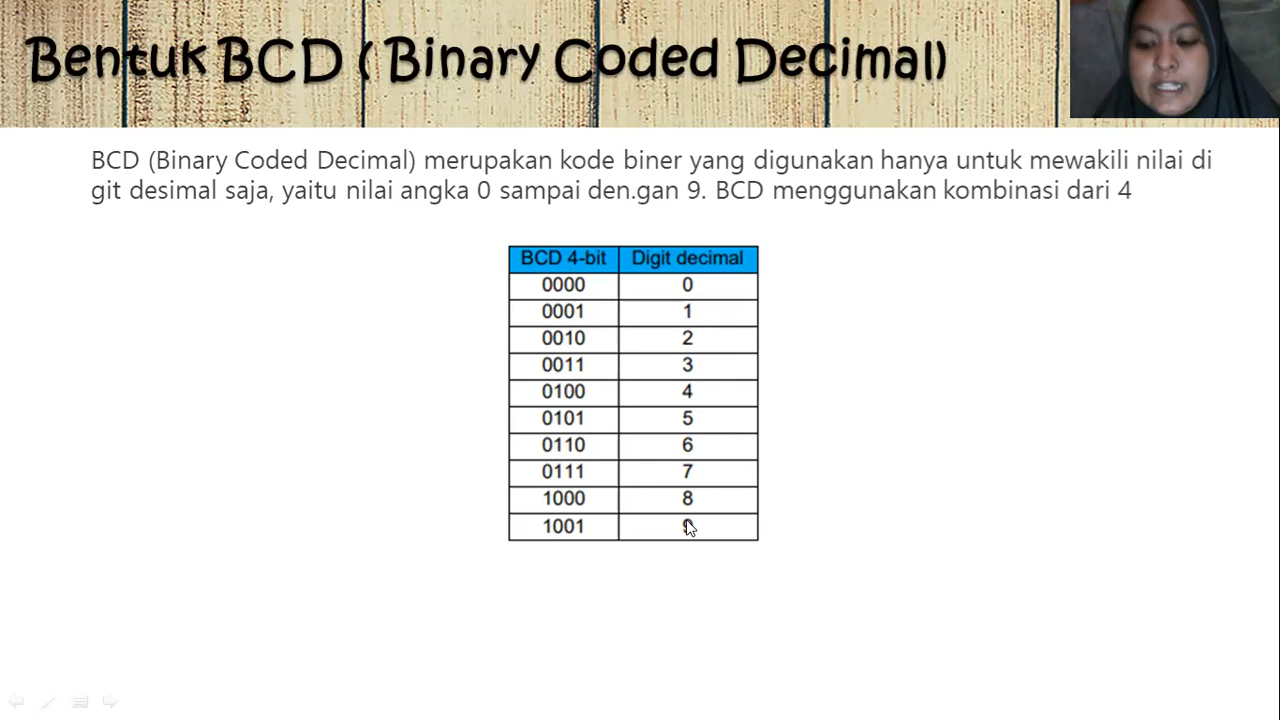 Bentuk BCD ( Binary Coded Decimal)
BCD (Binary Coded Decimal) merupakan kode biner yang digunakan hanya untuk mewakili nilai di
git desimal saja, yaitu nilai angka 0 sampai den.gan 9. BCD menggunakan kombinasi dari 4
BCD 4-bit Digit decimal
0000 0
0001 1
0010 2
0011 3
0100 4
0101 5
0110 6
0111 7
1000 8
1001 9